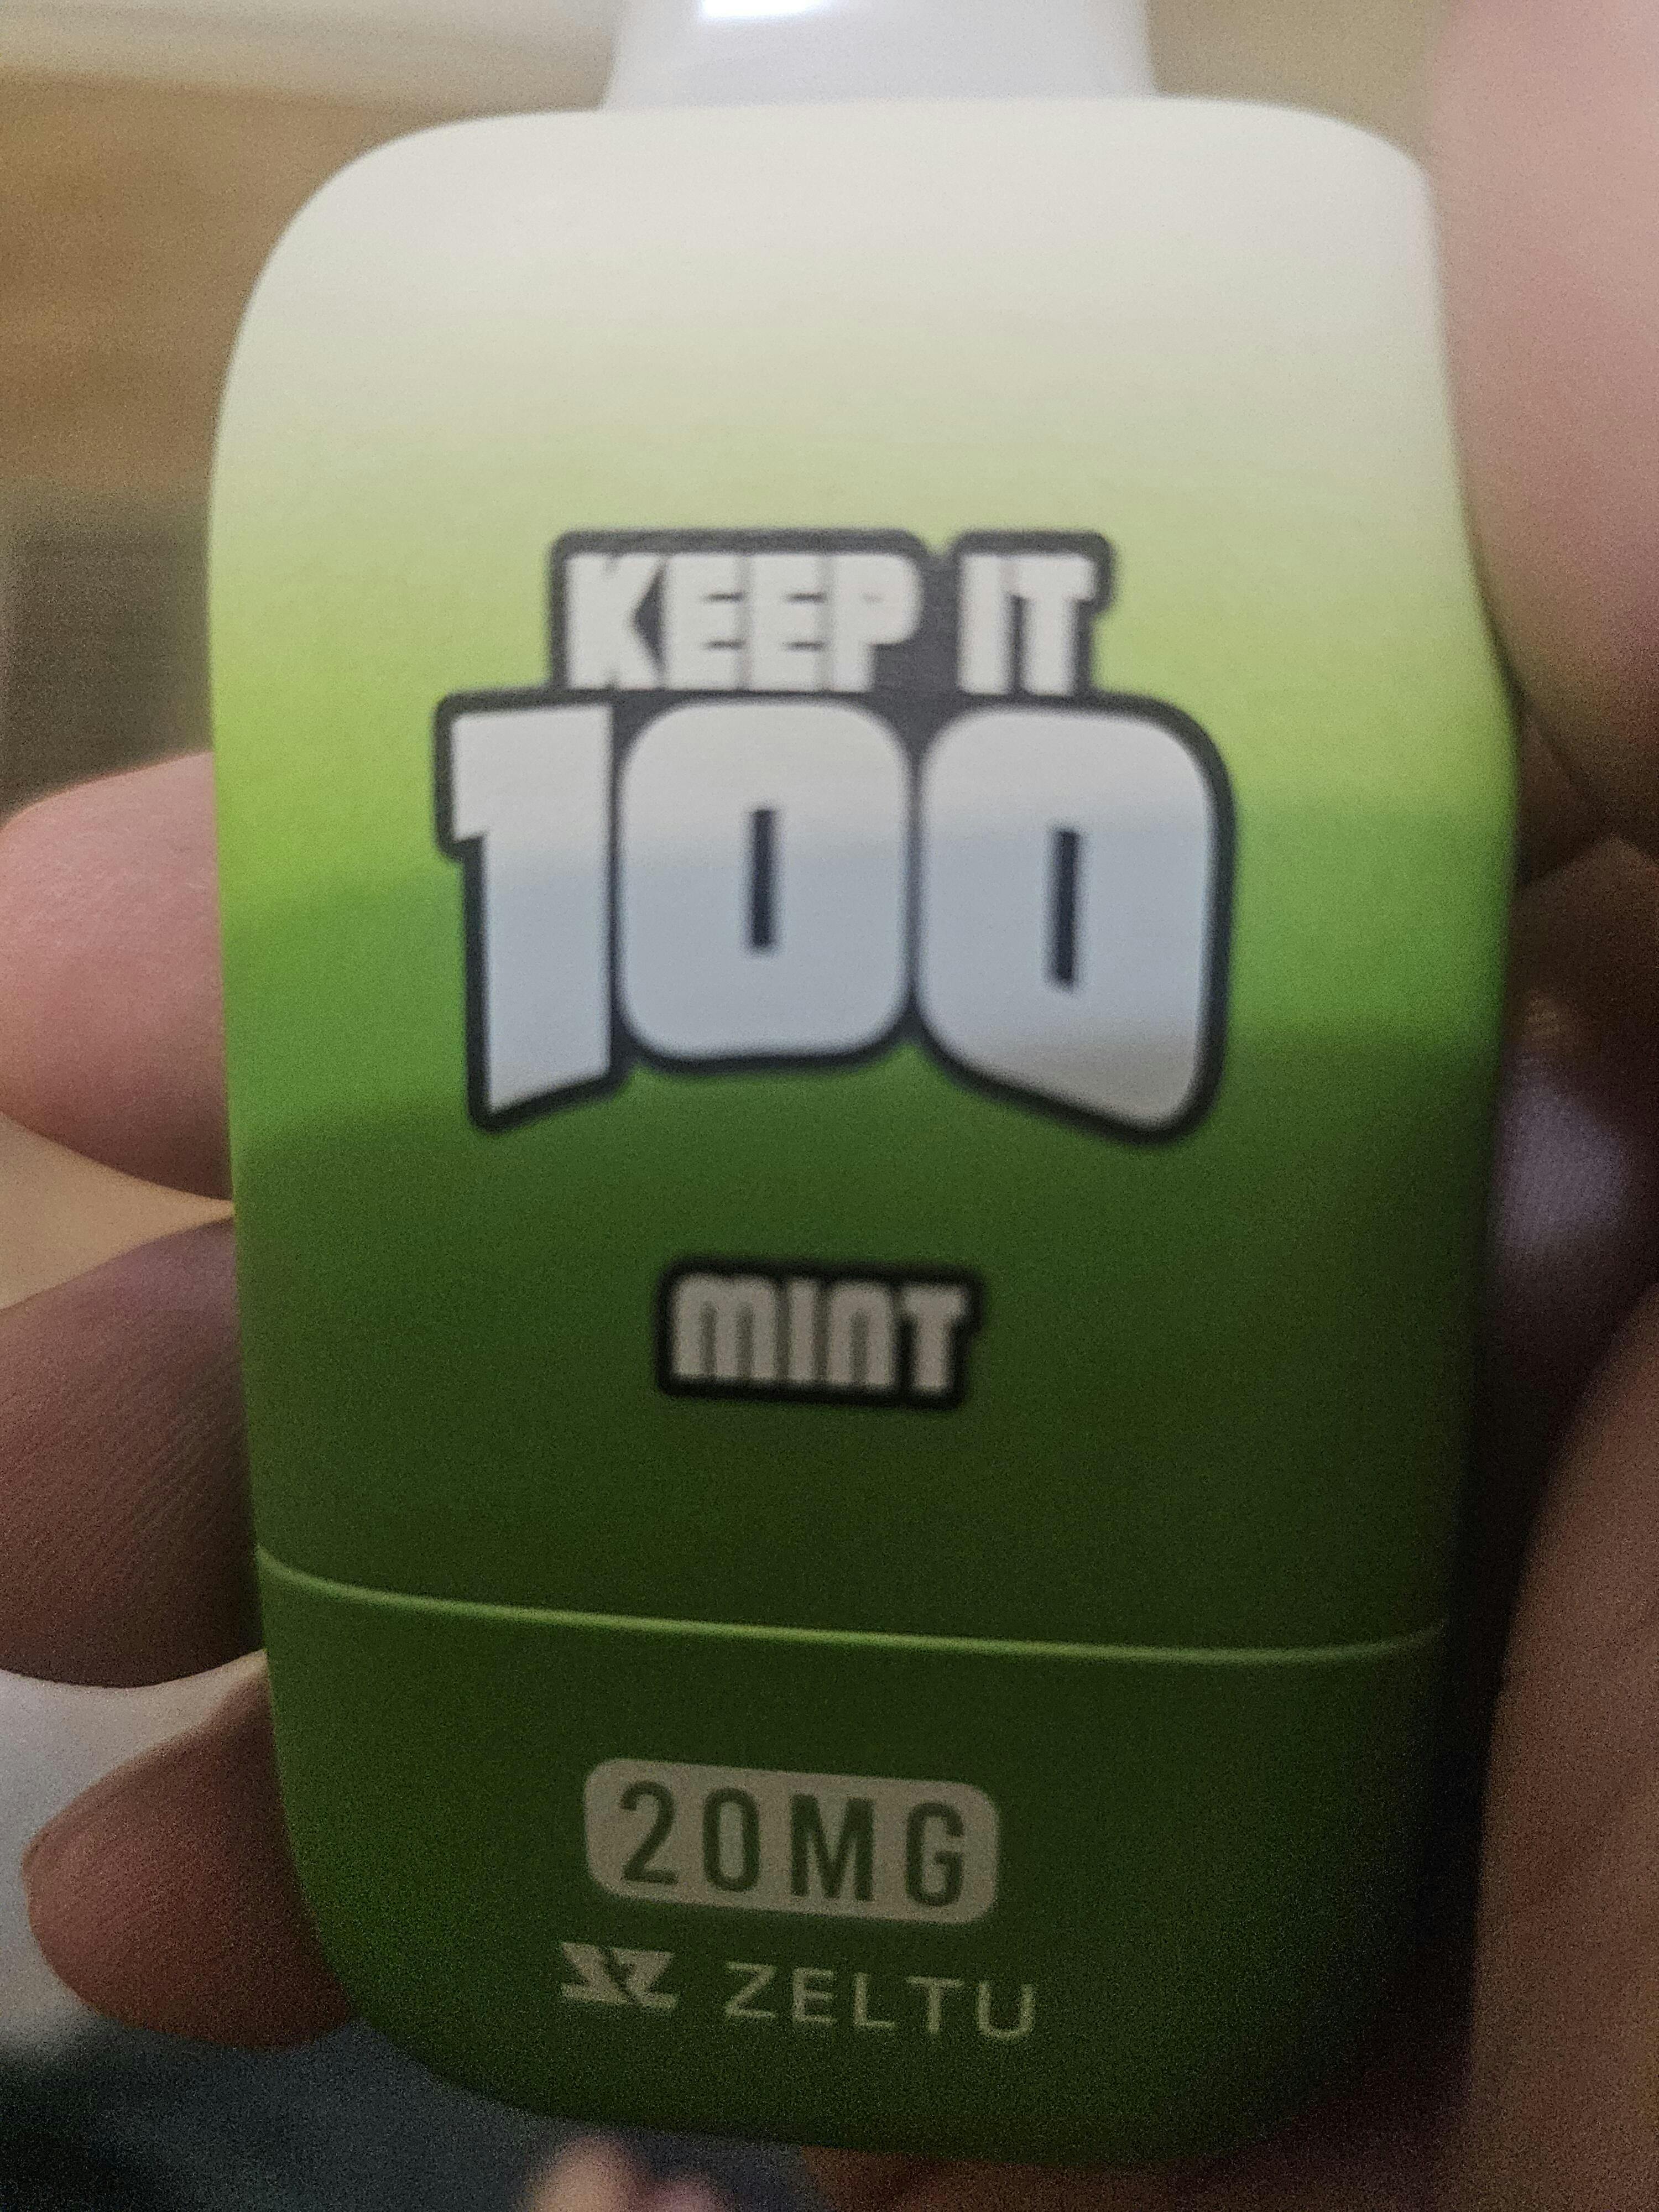 KEEP IT
100
MINT
20MG
ZELTU